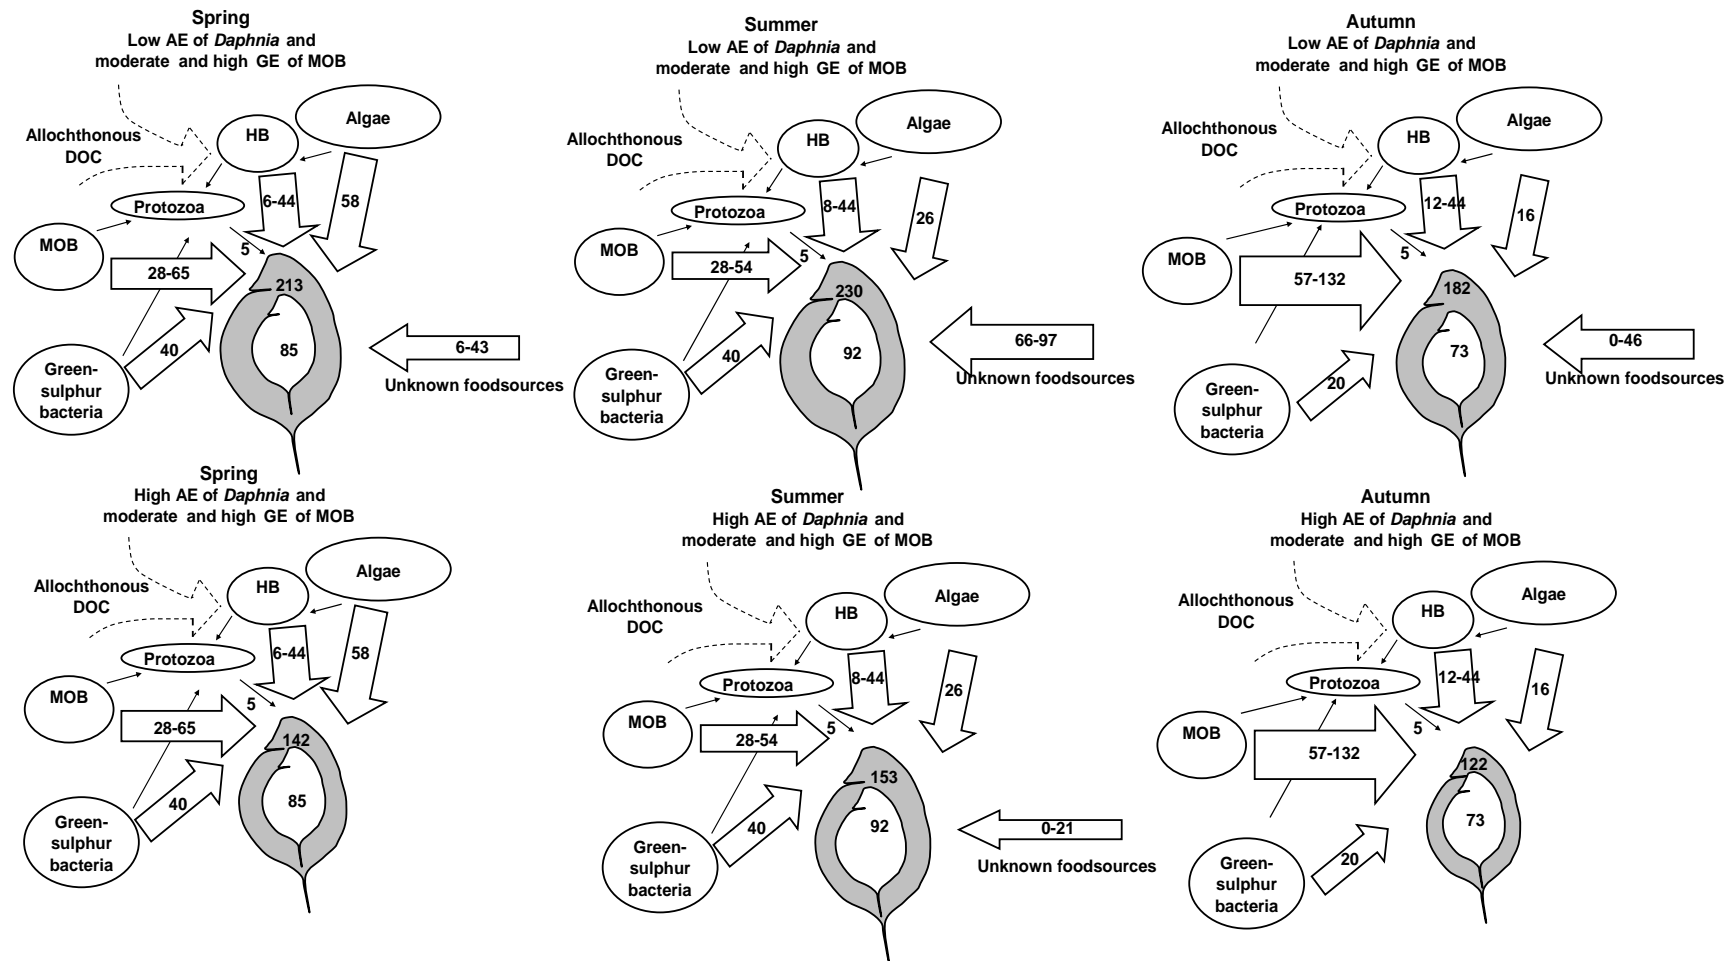 Spring
Low AE of Daphnia and
moderate and high GE of MOB
Allochthonous
DOC
HB
Algae
Protozoa
MOB
6-44
58
5
28-65
213
40
85
Green-
sulphur
bacteria
6-43
Unknown foodsources
Summer
Low AE of Daphnia and
moderate and high GE of MOB
Allochthonous
DOC
HB
Algae
Protozoa
MOB
8-44
26
5
28-54
230
40
92
Green-
sulphur
bacteria
66-97
Unknown foodsources
Autumn
Low AE of Daphnia and
moderate and high GE of MOB
Allochthonous
DOC
HB
Algae
Protozoa
MOB
12-44
16
5
57-132
182
20
73
Green-
sulphur
bacteria
0-46
Unknown foodsources
Spring
High AE of Daphnia and
moderate and high GE of MOB
Allochthonous
DOC
HB
Algae
Protozoa
MOB
6-44
58
5
28-65
142
40
85
Green-
sulphur
bacteria
Summer
High AE of Daphnia and
moderate and high GE of MOB
Allochthonous
DOC
HB
Algae
Protozoa
MOB
8-44
26
5
28-54
153
40
92
Green-
sulphur
bacteria
0-21
Unknown foodsources
Autumn
High AE of Daphnia and
moderate and high GE of MOB
Allochthonous
DOC
HB
Algae
Protozoa
MOB
12-44
16
5
57-132
122
20
73
Green-
sulphur
bacteria